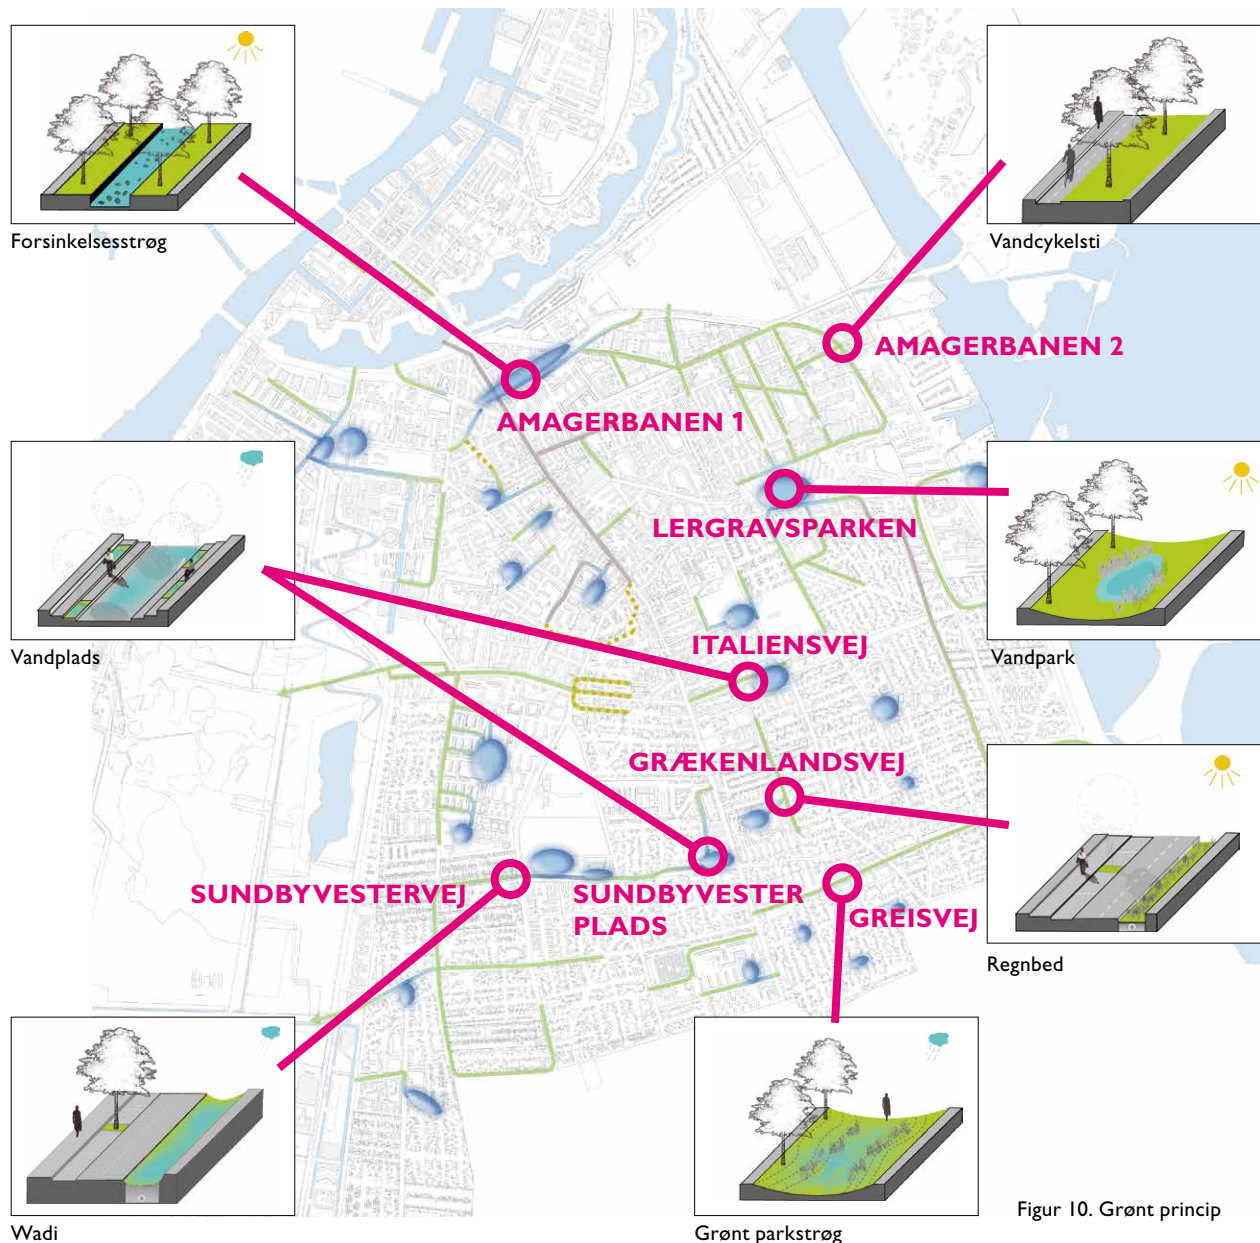 Forsinkelsesstrøg
Vandcykelsti
AMAGERBANEN 2
AMAGERBANEN 1
LERGRAVSPARKEN
Vandplads
ITALIENSVEJ
Vandpark
GRÆKENLANDSVEJ
SUNDBYVESTERVEJ
SUNDBYVESTER
PLADS
GREISVEJ
Regnbed
Wadi
Grønt parkstrøg
Figur 10. Grønt princip